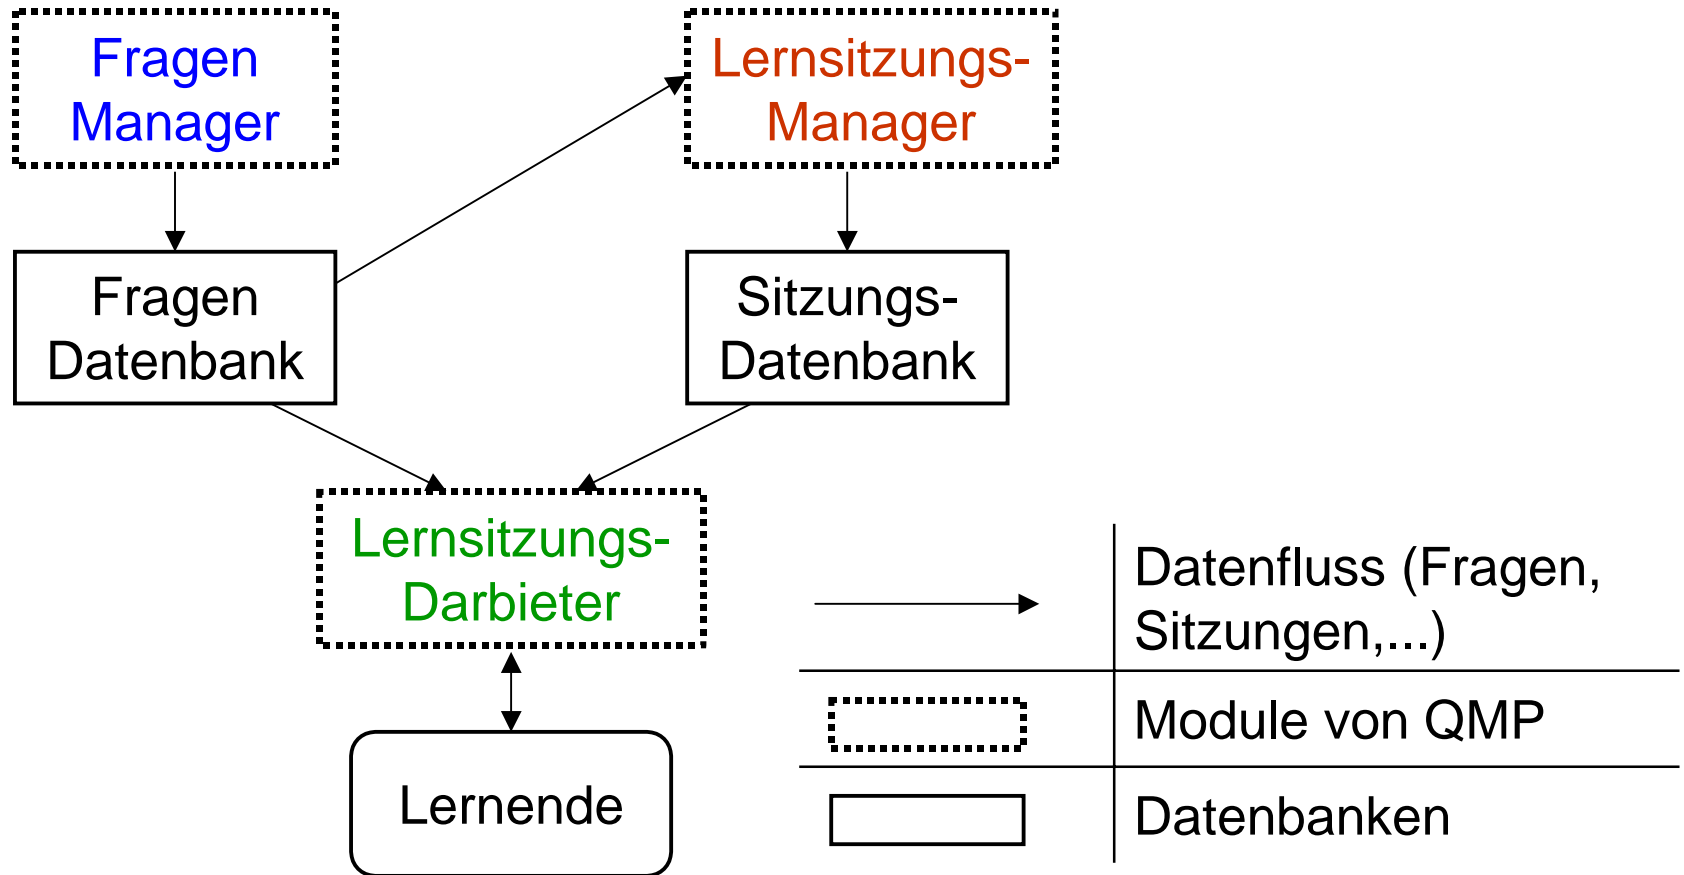 Fragen
Manager
Lernsitzungs-
Manager
Fragen
Datenbank
Sitzungs-
Datenbank
Lernsitzungs-
Darbieter
Lernende
Datenfluss (Fragen,
Sitzungen,...)
Module von QMP
Datenbanken